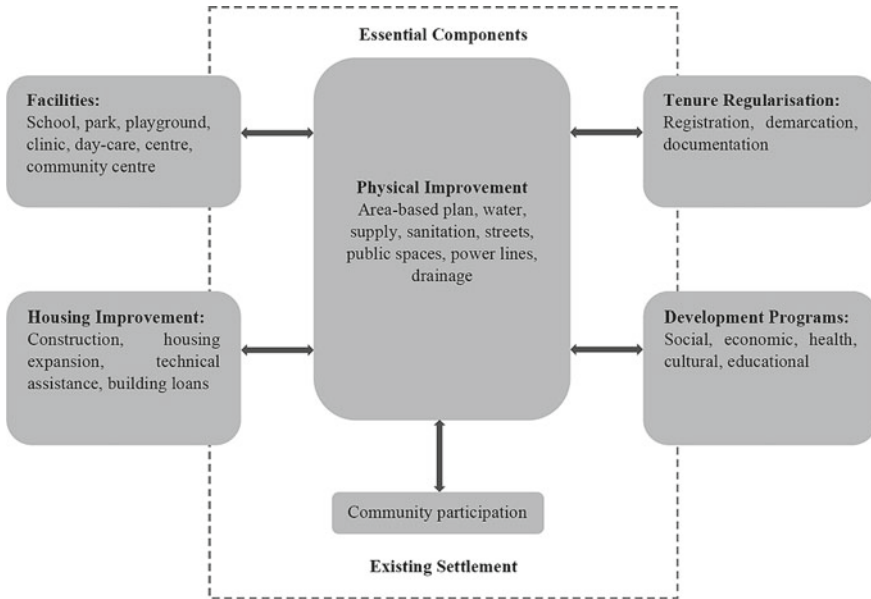 Essential Components
Facilities:
School, park, playground,
clinic, day-care, centre,
community centre
Tenure Regularisation:
Registration, demarcation,
documentation
Physical Improvement
Area-based plan, water,
supply, sanitation, streets,
public spaces, power lines,
drainage
Housing Improvement:
Construction, housing
expansion, technical
assistance, building loans
Development Programs:
Social, economic, health,
cultural, educational
Community participation
Existing Settlement